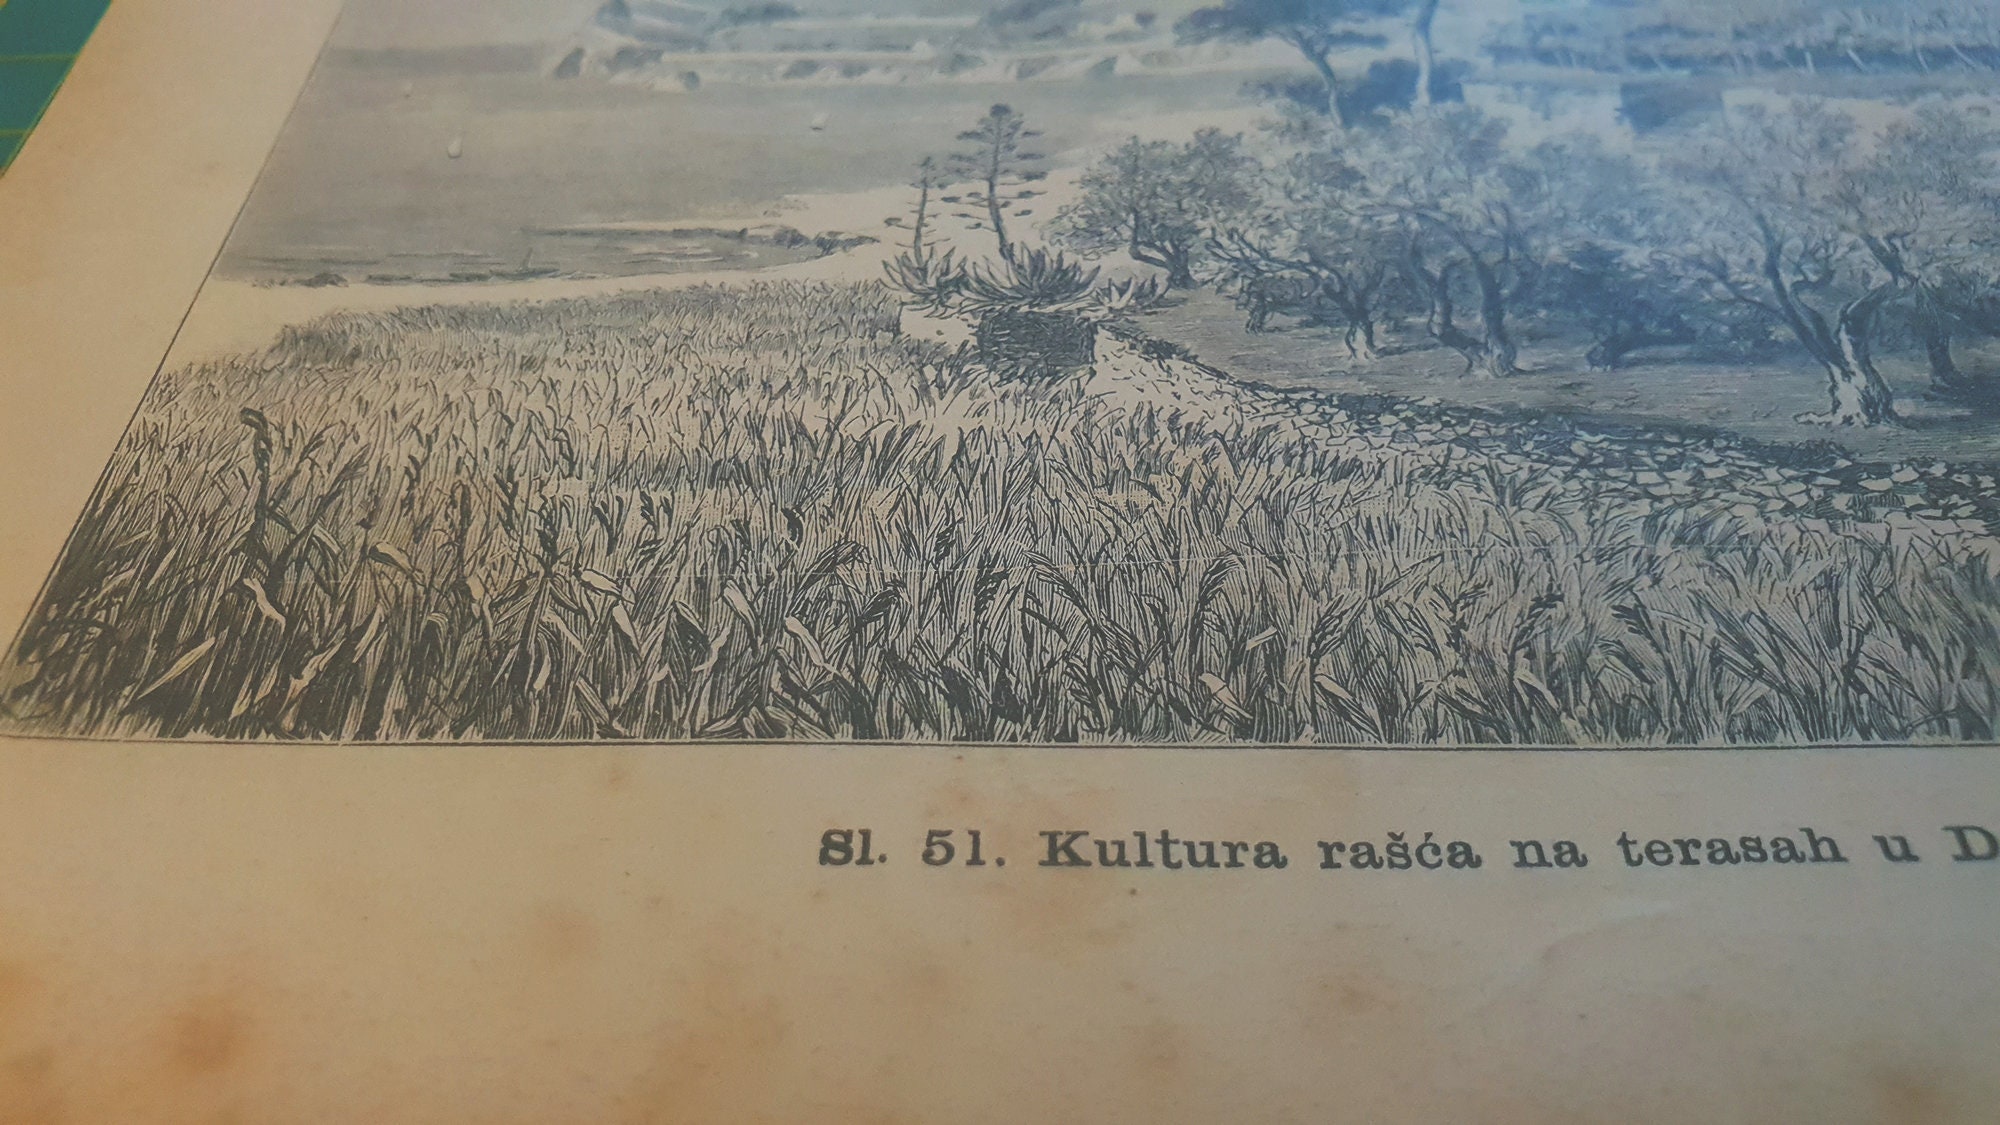 Sl. 51. Kultura rašća na terasah u D